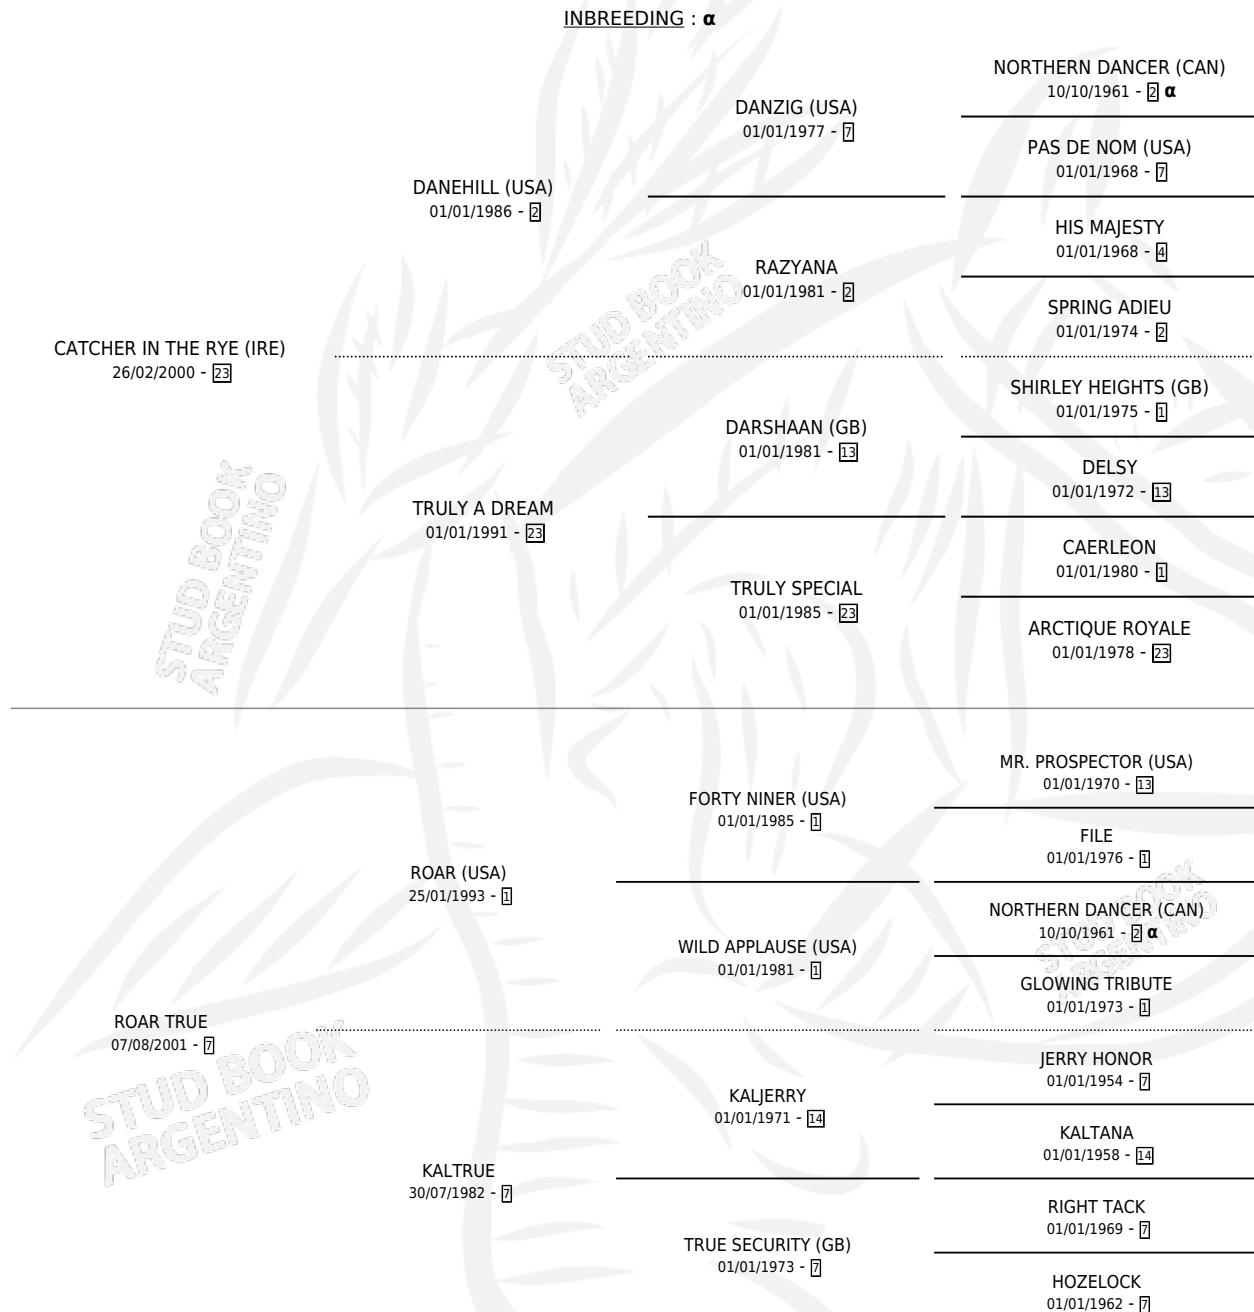 INBREEDING : α
NORTHERN DANCER (CAN)
10/10/1961 - 2 α
DANZIG (USA)
01/01/1977 - 7
PAS DE NOM (USA)
01/01/1968 - 7
DANEHILL (USA)
01/01/1986 - 2
HIS MAJESTY
01/01/1968 - 4
RAZYANA
01/01/1981 - 2
SPRING ADIEU
01/01/1974 - 2
CATCHER IN THE RYE (IRE)
26/02/2000 - 23
SHIRLEY HEIGHTS (GB)
01/01/1975 - 1
DARSHAAN (GB)
01/01/1981 - 13
DELSY
01/01/1972 - 13
TRULY A DREAM
01/01/1991 - 23
CAERLEON
01/01/1980 - 1
TRULY SPECIAL
01/01/1985 - 23
ARCTIQUE ROYALE
01/01/1978 - 23
MR. PROSPECTOR (USA)
01/01/1970 - 13
FORTY NINER (USA)
01/01/1985 - 1
FILE
01/01/1976 - 1
ROAR (USA)
25/01/1993 - 1
NORTHERN DANCER (CAN)
10/10/1961 - 2 α
WILD APPLAUSE (USA)
01/01/1981 - 1
GLOWING TRIBUTE
01/01/1973 - 1
ROAR TRUE
07/08/2001 - 7
JERRY HONOR
01/01/1954 - 7
KALJERRY
01/01/1971 - 14
KALTANA
01/01/1958 - 14
KALTRUE
30/07/1982 - 7
RIGHT TACK
01/01/1969 - 7
TRUE SECURITY (GB)
01/01/1973 - 7
HOZELOCK
01/01/1962 - 7
STUD BOOK
ARGENTINO
STUD BOOK
ARGENTINO
STUD BOOK
ARGENTINO
STUD BOOK
ARGENTINO